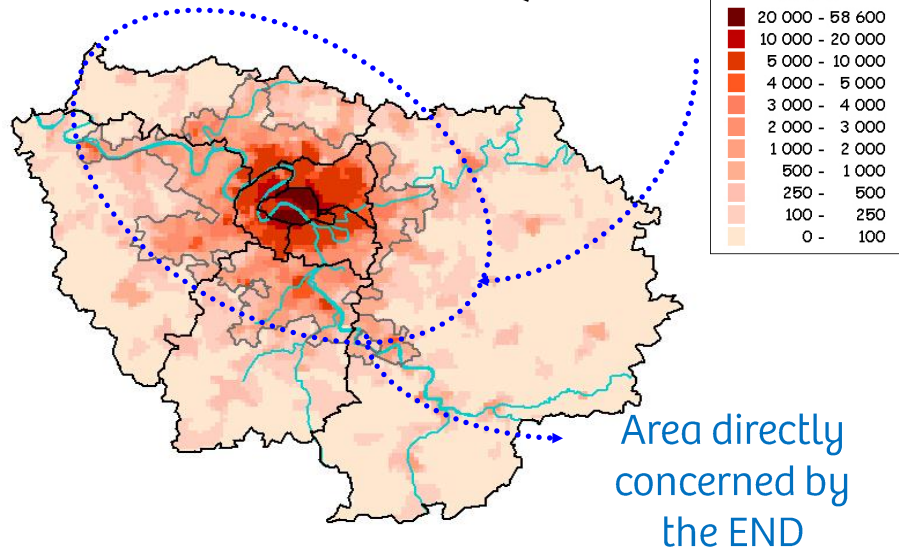 20 000 - 58 600
10 000 - 20 000
5 000 - 10 000
4 000 - 5 000
3 000 - 4 000
2 000 - 3 000
1 000 - 2 000
500 - 1 000
250 - 500
100 - 250
0 - 100
Area directly
concerned by
the END